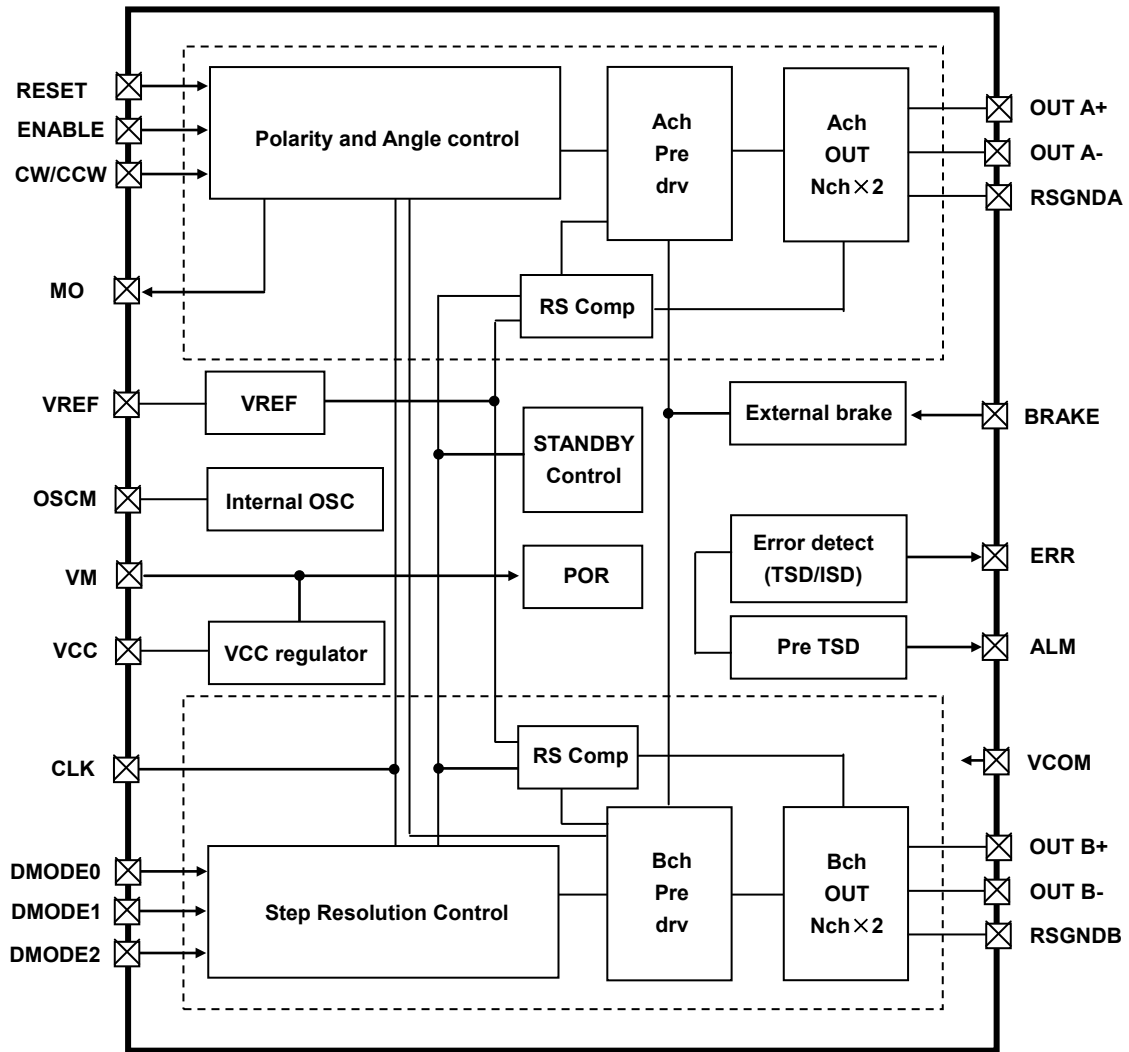 RESET
ENABLE
CW/CCW
MO
VREF
OSCM
VM
VCC
CLK
DMODE0
DMODE1
DMODE2
Polarity and Angle control
Ach
Pre
drv
Ach
OUT
Nch×2
RS Comp
VREF
External brake
STANDBY
Control
Internal OSC
Error detect
(TSD/ISD)
POR
VCC regulator
Pre TSD
RS Comp
Step Resolution Control
Bch
Pre
drv
Bch
OUT
Nch×2
OUT A+
OUT A-
RSGNDA
BRAKE
ERR
ALM
VCOM
OUT B+
OUT B-
RSGNDB